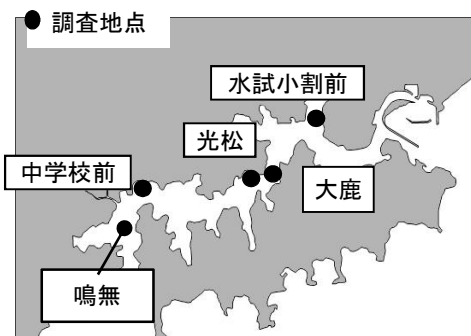 ● 調査地点
水試小割前
光松
中学校前
大鹿
鳴無